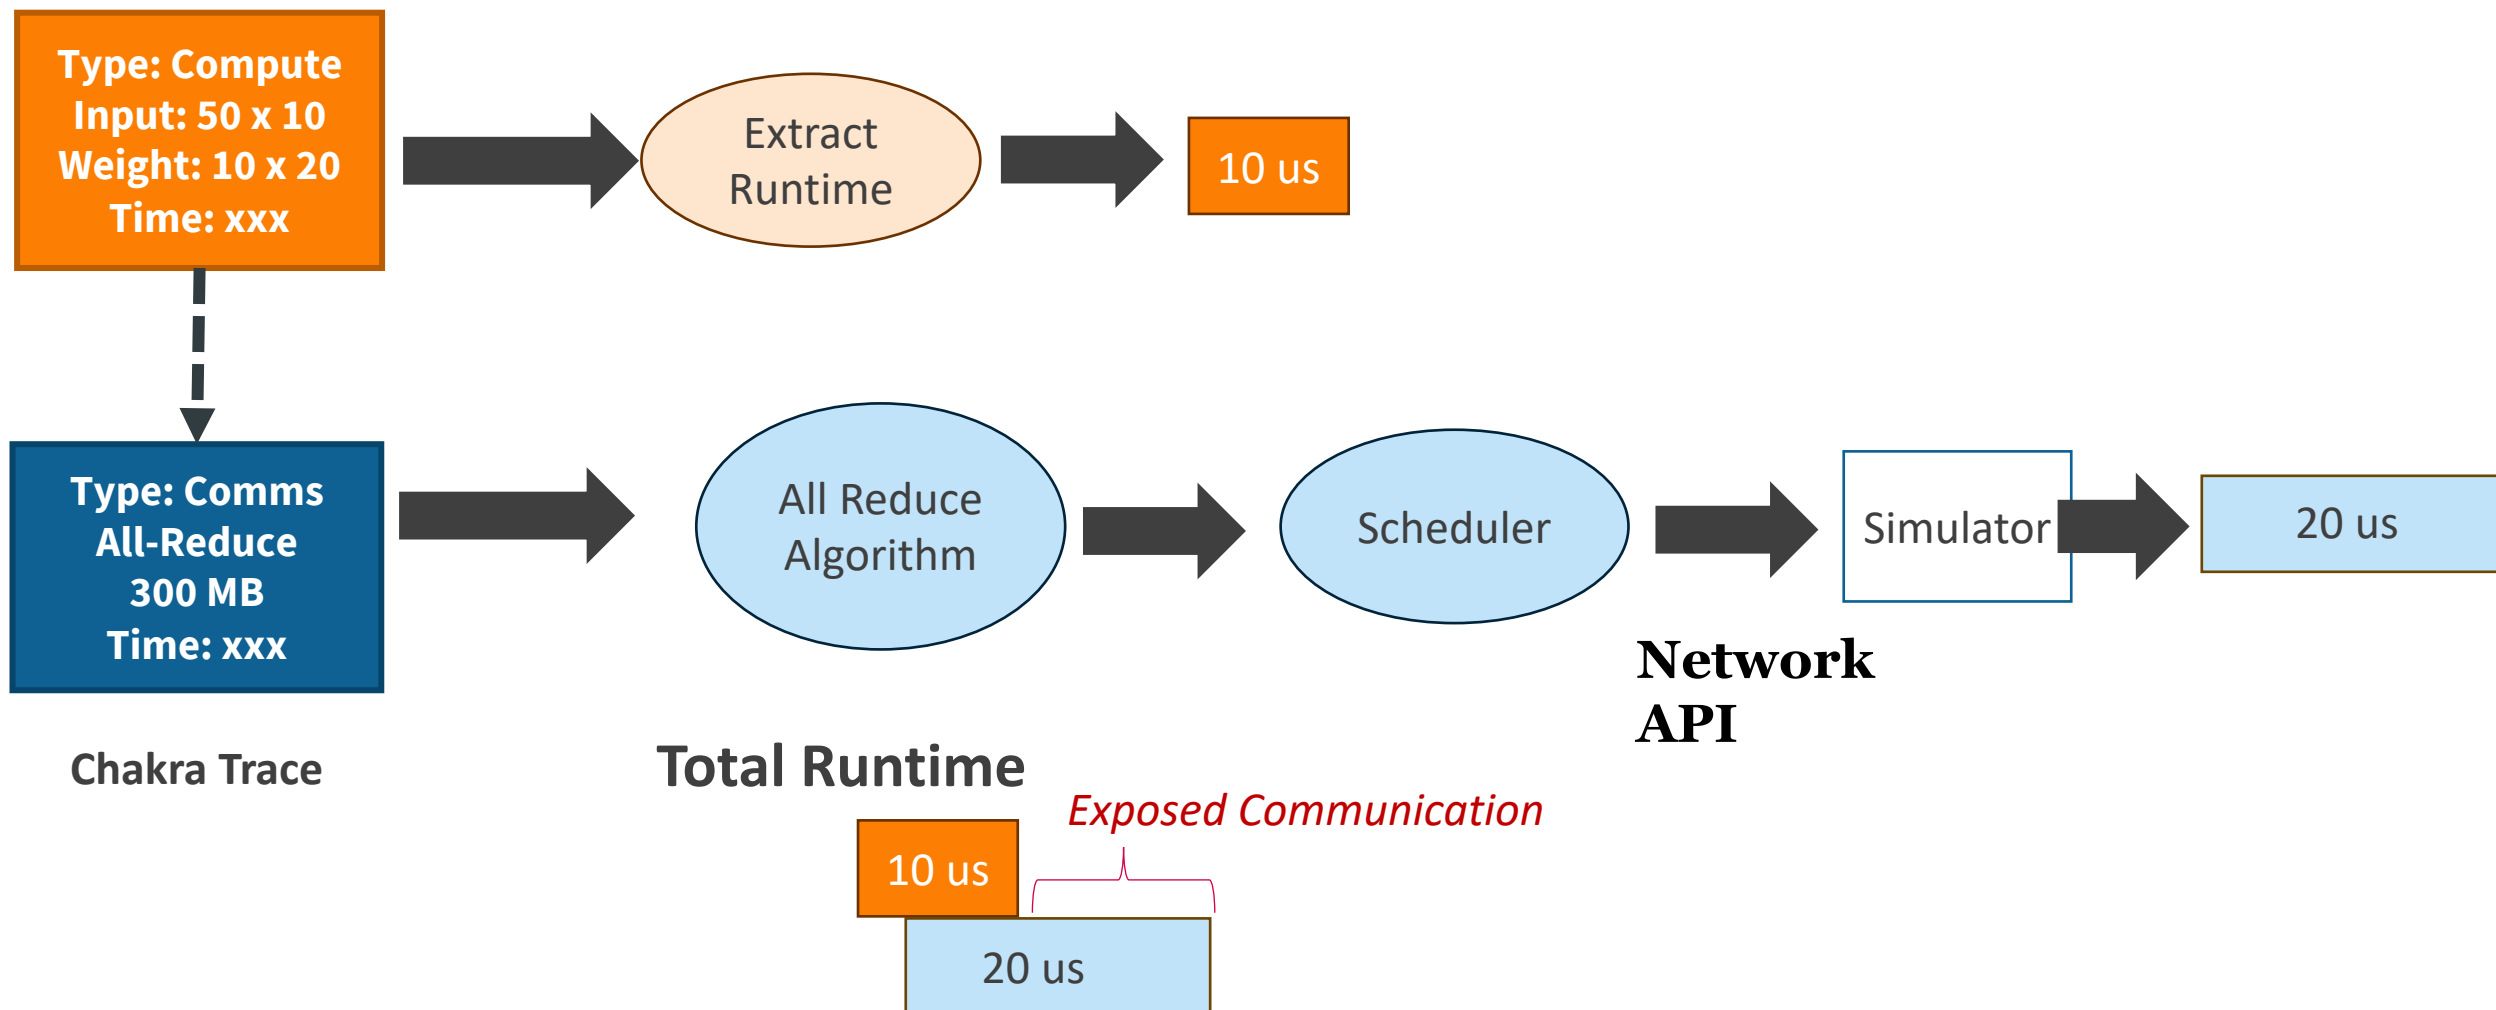 Type: Compute
Input: 50 x 10
Weight: 10 x 20
Time: xxx
Extract
Runtime
10 us
Type: Comms
All-Reduce
300 MB
Time: xxx
All Reduce
Algorithm
Scheduler
Simulator
20 us
Network
API
Chakra Trace
Total Runtime
Exposed Communication
10 us
20 us